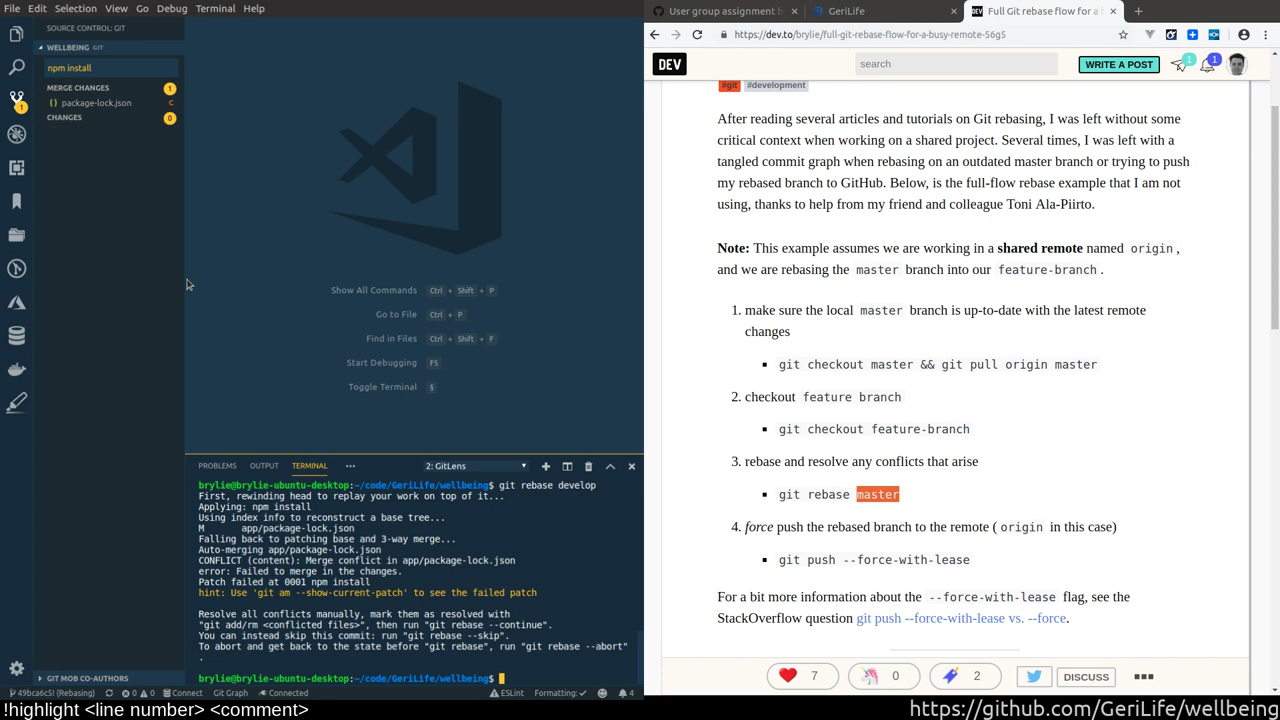 File Edit Selection View Go Debug Terminal Help
SOURCE CONTROL: GIT
WELLBEING GIT
npm install
MERGE CHANGES 1
{} package-lock.json C
CHANGES 0
1
Show All Commands Ctrl + Shift + P
Go to File Ctrl + P
Find in Files Ctrl + Shift + F
Start Debugging F5
Toggle Terminal §
PROBLEMS OUTPUT TERMINAL ••• 2: GitLens
brylie@brylie-ubuntu-desktop:~/code/GeriLife/wellbeing$ git rebase develop
First, rewinding head to replay your work on top of it...
Applying: npm install
Using index info to reconstruct a base tree...
M app/package-lock.json
Falling back to patching base and 3-way merge...
Auto-merging app/package-lock.json
CONFLICT (content): Merge conflict in app/package-lock.json
error: Failed to merge in the changes.
Patch failed at 0001 npm install
hint: Use 'git am --show-current-patch' to see the failed patch
Resolve all conflicts manually, mark them as resolved with
"git add/rm <conflicted files>", then run "git rebase --continue".
You can instead skip this commit: run "git rebase --skip".
To abort and get back to the state before "git rebase", run "git rebase --abort"
.
brylie@brylie-ubuntu-desktop:~/code/GeriLife/wellbeing$
GIT MOB CO-AUTHORS
49bca6c5! (Rebasing) 0 0 Connect Git Graph Connected ESLint Formatting: ✓ 4
!highlight <line number> <comment>
User group assignment b × GeriLife × Full Git rebase flow for a b × +
https://dev.to/brylie/full-git-rebase-flow-for-a-busy-remote-56g5
DEV search WRITE A POST 1 1
#git #development
After reading several articles and tutorials on Git rebasing, I was left without some
critical context when working on a shared project. Several times, I was left with a
tangled commit graph when rebasing on an outdated master branch or trying to push
my rebased branch to GitHub. Below, is the full-flow rebase example that I am not
using, thanks to help from my friend and colleague Toni Ala-Piirto.
Note: This example assumes we are working in a shared remote named origin,
and we are rebasing the master branch into our feature-branch.
1. make sure the local master branch is up-to-date with the latest remote
changes
▪ git checkout master && git pull origin master
2. checkout feature branch
▪ git checkout feature-branch
3. rebase and resolve any conflicts that arise
▪ git rebase master
4. force push the rebased branch to the remote ( origin in this case)
▪ git push --force-with-lease
For a bit more information about the --force-with-lease flag, see the
StackOverflow question git push --force-with-lease vs. --force.
7 0 2 DISCUSS •••
https://github.com/GeriLife/wellbeing